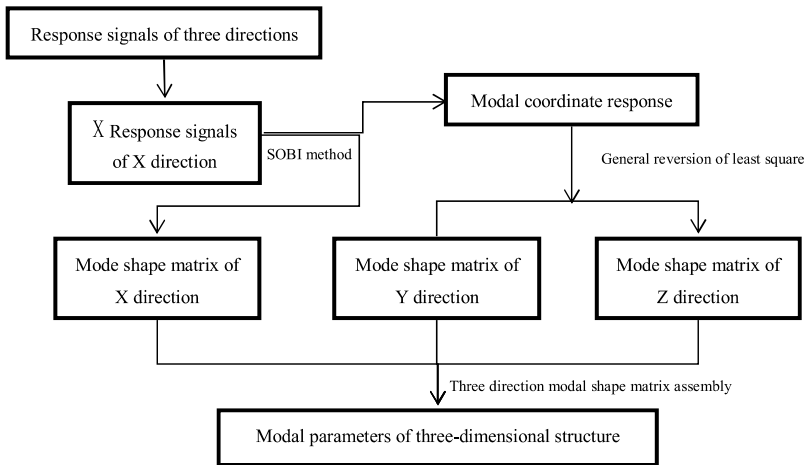 Response signals of three directions
X Response signals
of X direction
SOBI method
Modal coordinate response
General reversion of least square
Mode shape matrix of
X direction
Mode shape matrix of
Y direction
Mode shape matrix of
Z direction
Three direction modal shape matrix assembly
Modal parameters of three-dimensional structure